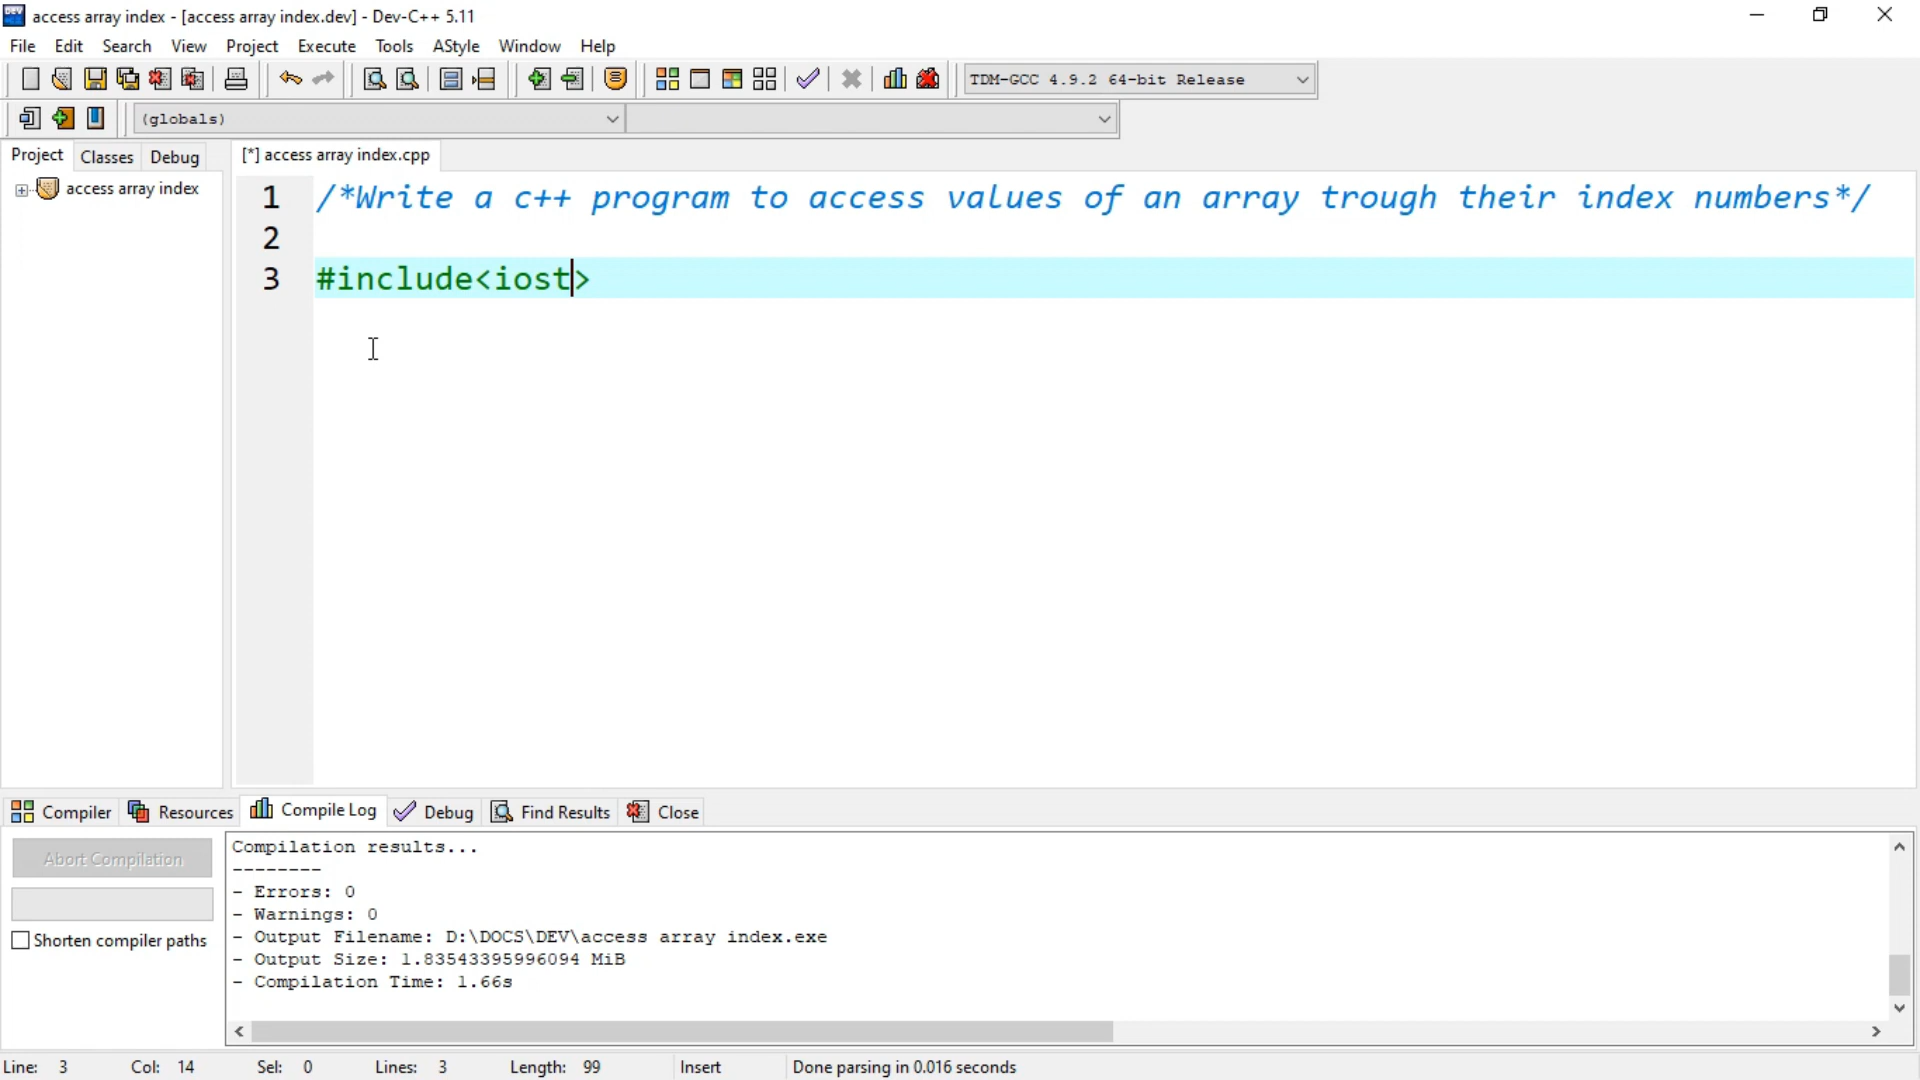 access array index - [access array index.dev] - Dev-C++ 5.11
File Edit Search View Project Execute Tools AStyle Window Help
TDM-GCC 4.9.2 64-bit Release
(globals)
Project Classes Debug [*] access array index.cpp
access array index
1 /*Write a c++ program to access values of an array trough their index numbers*/
2
3 #include<iost>
Compiler Resources Compile Log Debug Find Results Close
Abort Compilation
Shorten compiler paths
Compilation results...
--------
- Errors: 0
- Warnings: 0
- Output Filename: D:\DOCS\DEV\access array index.exe
- Output Size: 1.83543395996094 MiB
- Compilation Time: 1.66s
Line: 3 Col: 14 Sel: 0 Lines: 3 Length: 99 Insert Done parsing in 0.016 seconds